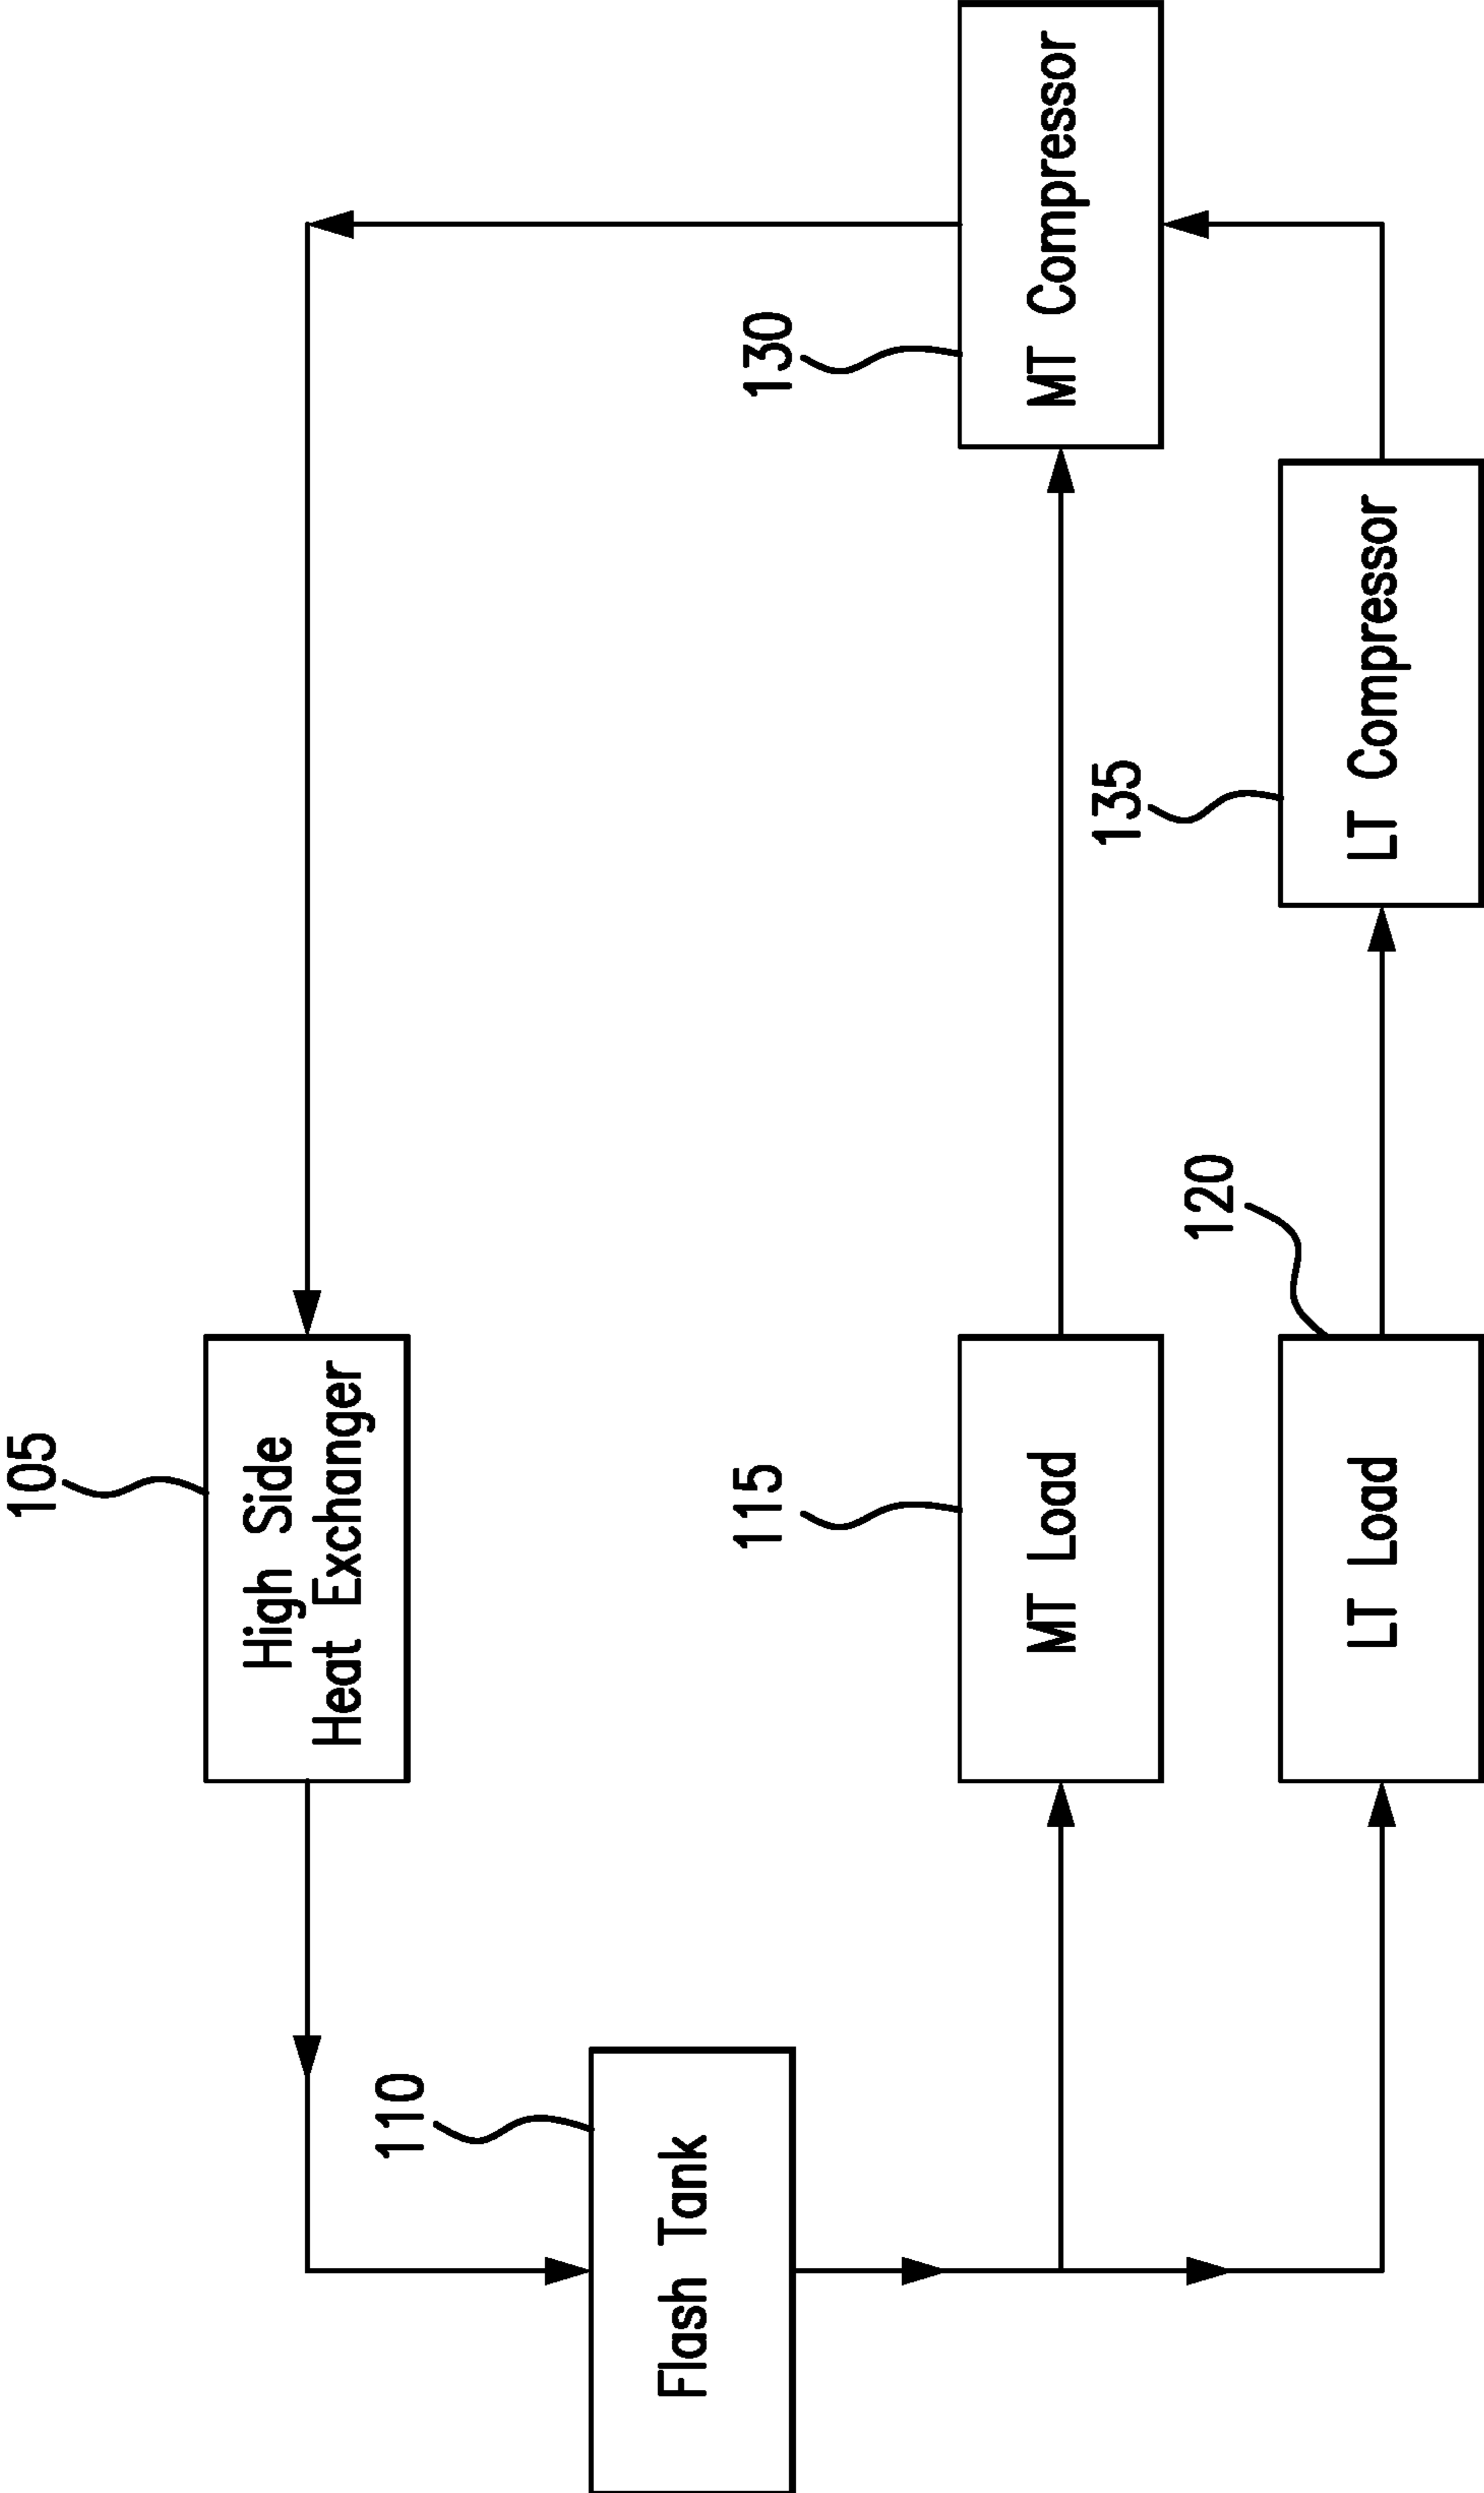 105
High Side
Heat Exchanger
110
Flash Tank
115
MT Load
130
MT Compressor
120
LT Load
135
LT Compressor